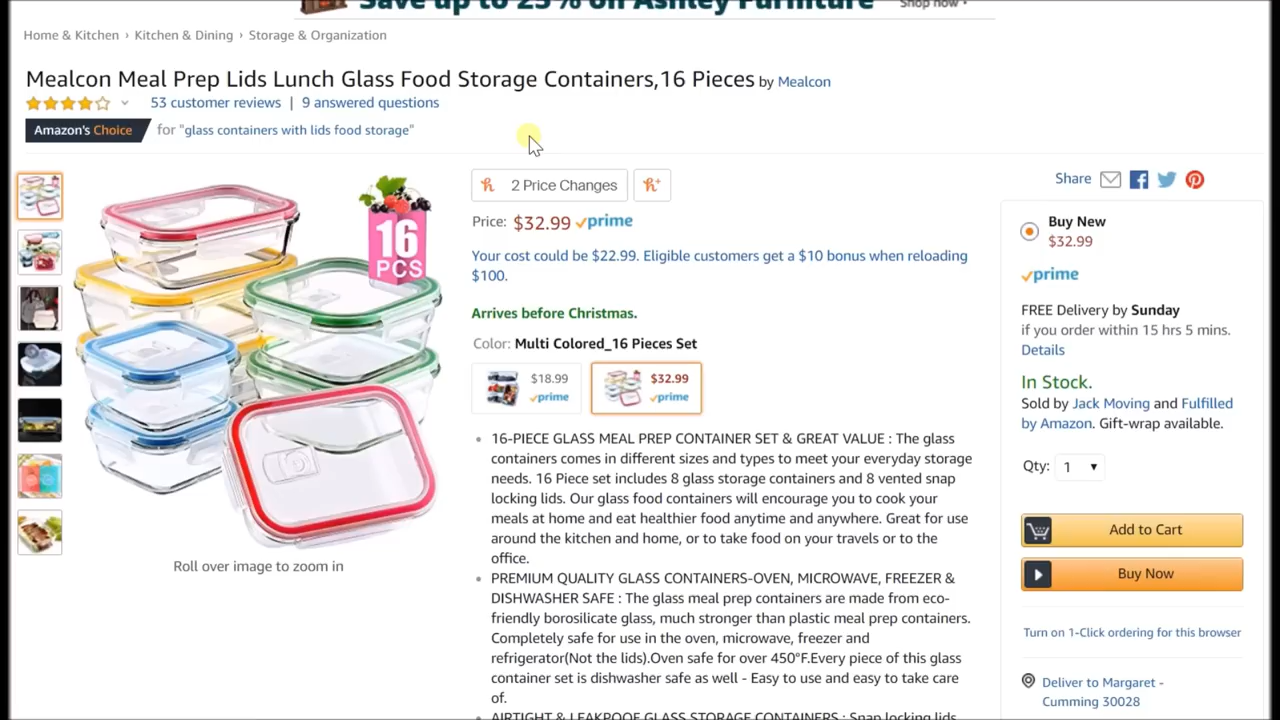 Save up to 25% on Ashley Furniture
Shop now
Home & Kitchen › Kitchen & Dining › Storage & Organization
Mealcon Meal Prep Lids Lunch Glass Food Storage Containers,16 Pieces by Mealcon
53 customer reviews | 9 answered questions
Amazon's Choice for "glass containers with lids food storage"
16
PCS
Roll over image to zoom in
2 Price Changes
Price: $32.99 prime
Your cost could be $22.99. Eligible customers get a $10 bonus when reloading
$100.
Arrives before Christmas.
Color: Multi Colored_16 Pieces Set
$18.99
prime
$32.99
prime
• 16-PIECE GLASS MEAL PREP CONTAINER SET & GREAT VALUE : The glass
containers comes in different sizes and types to meet your everyday storage
needs. 16 Piece set includes 8 glass storage containers and 8 vented snap
locking lids. Our glass food containers will encourage you to cook your
meals at home and eat healthier food anytime and anywhere. Great for use
around the kitchen and home, or to take food on your travels or to the
office.
• PREMIUM QUALITY GLASS CONTAINERS-OVEN, MICROWAVE, FREEZER &
DISHWASHER SAFE : The glass meal prep containers are made from eco-
friendly borosilicate glass, much stronger than plastic meal prep containers.
Completely safe for use in the oven, microwave, freezer and
refrigerator(Not the lids).Oven safe for over 450°F.Every piece of this glass
container set is dishwasher safe as well - Easy to use and easy to take care
of.
• AIRTIGHT & LEAKPOOF GLASS STORAGE CONTAINERS : Snap locking lids
Share
Buy New
$32.99
prime
FREE Delivery by Sunday
if you order within 15 hrs 5 mins.
Details
In Stock.
Sold by Jack Moving and Fulfilled
by Amazon. Gift-wrap available.
Qty: 1
Add to Cart
Buy Now
Turn on 1-Click ordering for this browser
Deliver to Margaret -
Cumming 30028